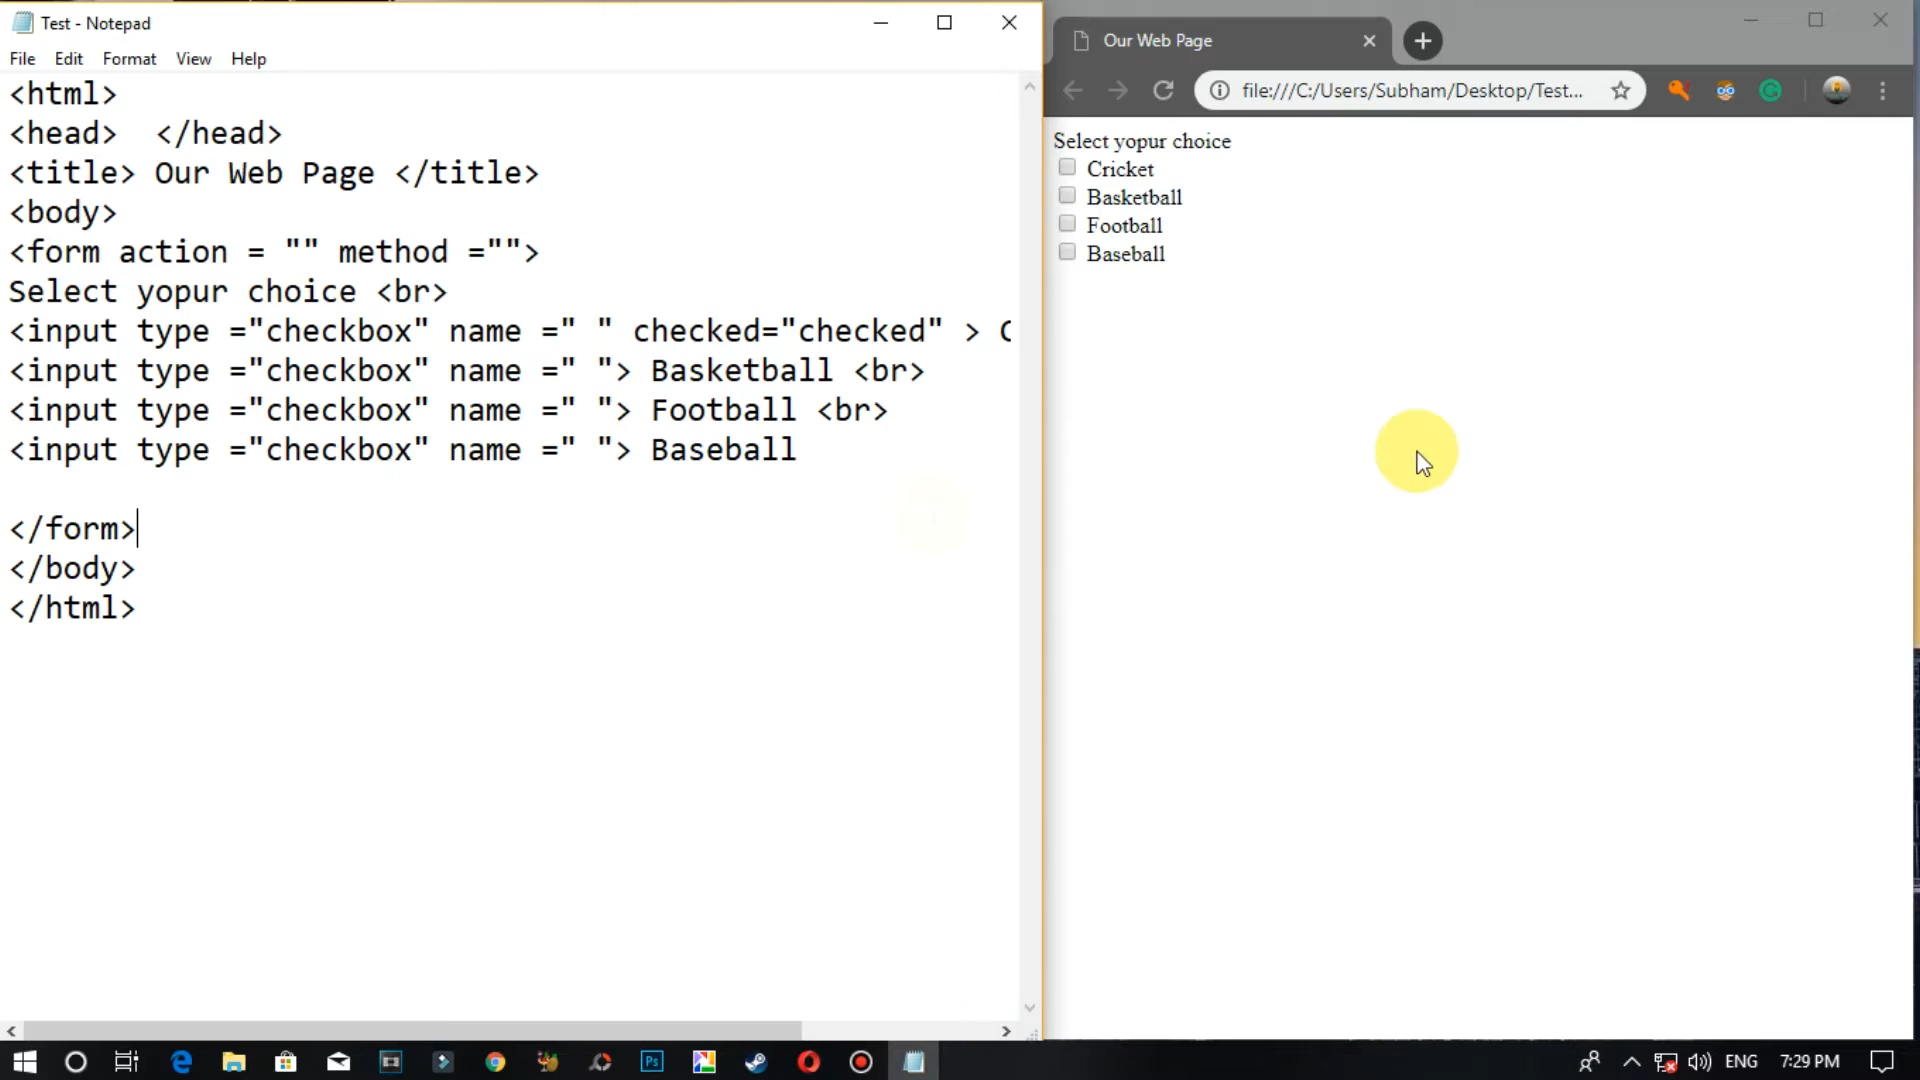 Test - Notepad
File Edit Format View Help
<html>
<head>  </head>
<title> Our Web Page </title>
<body>
<form action = "" method ="">
Select yopur choice <br>
<input type ="checkbox" name =" " checked="checked" > C
<input type ="checkbox" name =" "> Basketball <br>
<input type ="checkbox" name =" "> Football <br>
<input type ="checkbox" name =" "> Baseball
</form>
</body>
</html>
Our Web Page
file:///C:/Users/Subham/Desktop/Test...
Select yopur choice
Cricket
Basketball
Football
Baseball
Ps
ENG 7:29 PM